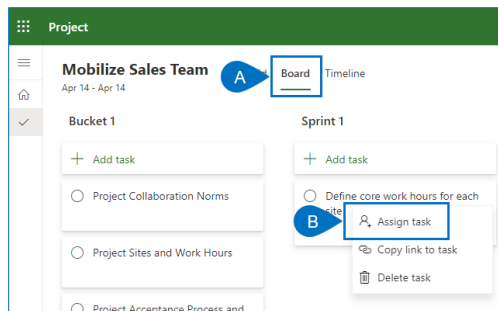 Project
Mobilize Sales Team
Board
Timeline
A
Apr 14 - Apr 14
Bucket 1
Sprint 1
+ Add task
+ Add task
Project Collaboration Norms
Define core work hours for each
site
B
Assign task
Project Sites and Work Hours
Copy link to task
Delete task
Project Acceptance Process and